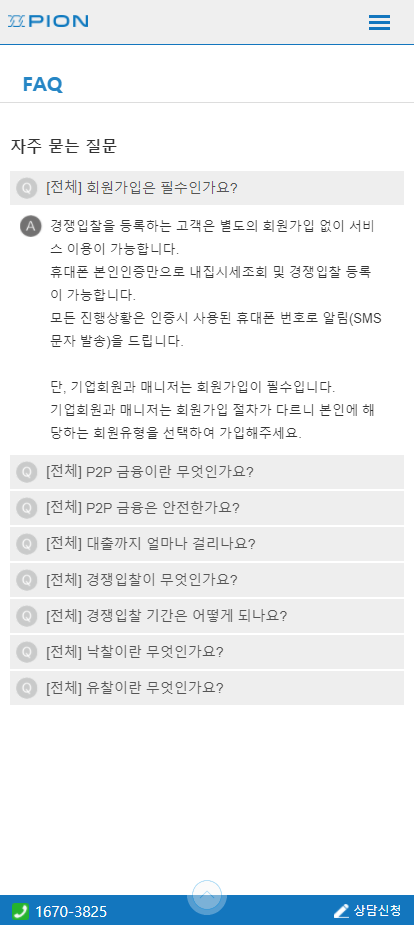 PION
FAQ
자주 묻는 질문
Q [전체] 회원가입은 필수인가요?
A 경쟁입찰을 등록하는 고객은 별도의 회원가입 없이 서비
스 이용이 가능합니다.
휴대폰 본인인증만으로 내집시세조회 및 경쟁입찰 등록
이 가능합니다.
모든 진행상황은 인증시 사용된 휴대폰 번호로 알림(SMS
문자 발송)을 드립니다.
단, 기업회원과 매니저는 회원가입이 필수입니다.
기업회원과 매니저는 회원가입 절차가 다르니 본인에 해
당하는 회원유형을 선택하여 가입해주세요.
Q [전체] P2P 금융이란 무엇인가요?
Q [전체] P2P 금융은 안전한가요?
Q [전체] 대출까지 얼마나 걸리나요?
Q [전체] 경쟁입찰이 무엇인가요?
Q [전체] 경쟁입찰 기간은 어떻게 되나요?
Q [전체] 낙찰이란 무엇인가요?
Q [전체] 유찰이란 무엇인가요?
1670-3825
상담신청